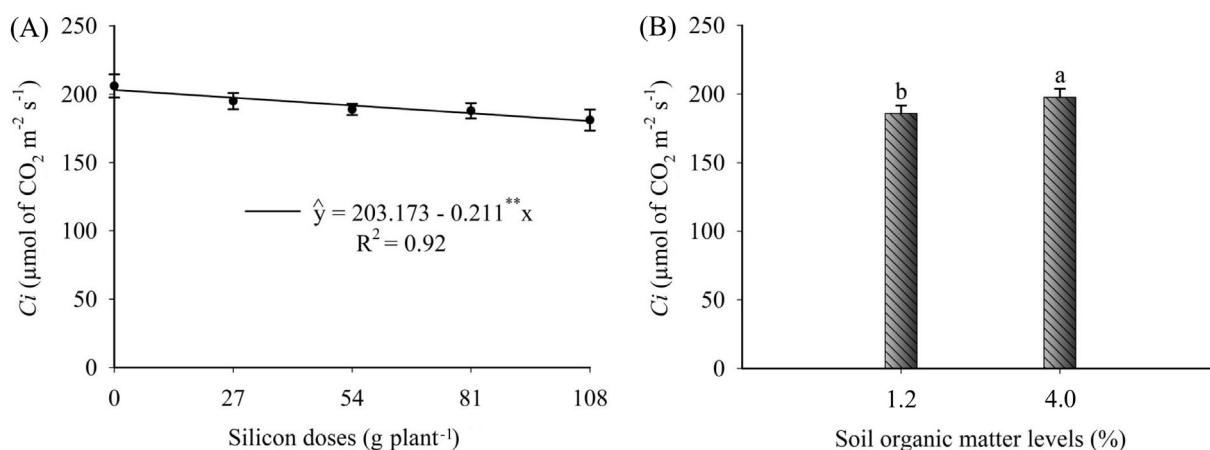 (A)
250
200
150
100
50
0
Ci (μmol of CO₂ m⁻² s⁻¹)
ŷ = 203.173 - 0.211**x
R² = 0.92
0 27 54 81 108
Silicon doses (g plant⁻¹)
(B)
250
200
150
100
50
0
Ci (μmol of CO₂ m⁻² s⁻¹)
b
a
1.2 4.0
Soil organic matter levels (%)